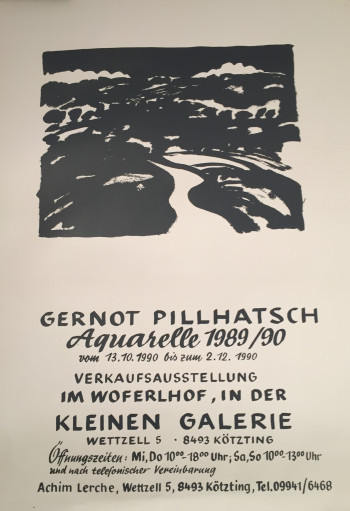 GERNOT PILLHATSCH
Aquarelle 1989/90
vom 13.10.1990 bis zum 2.12.1990
VERKAUFSAUSSTELLUNG
IM WOFERLHOF, IN DER
KLEINEN GALERIE
WETTZELL 5 · 8493 KÖTZTING
Öffnungszeiten: Mi, Do 10⁰⁰-18⁰⁰ Uhr; Sa, So 10⁰⁰-13⁰⁰ Uhr
und nach telefonischer Vereinbarung
Achim Lerche, Wettzell 5, 8493 Kötzting, Tel. 09941/6468